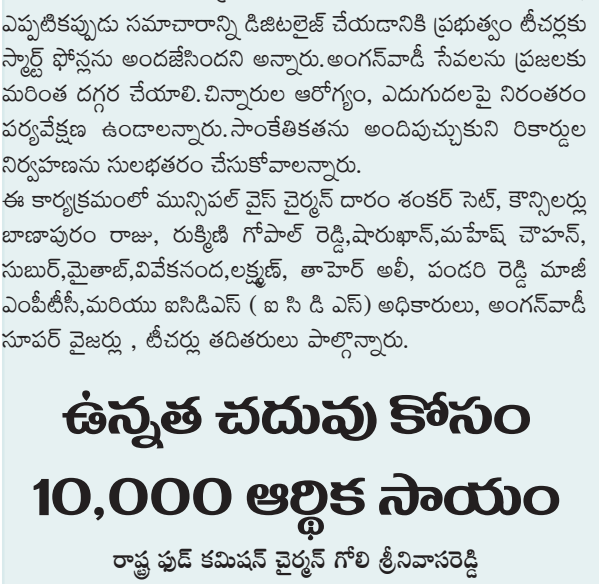 ఎప్పటికప్పుడు సమాచారాన్ని డిజిటలైజ్ చేయడానికి ప్రభుత్వం టీచర్లకు
స్మార్ట్ ఫోన్లను అందజేసిందని అన్నారు.అంగన్‌వాడీ సేవలను ప్రజలకు
మరింత దగ్గర చేయాలి.చిన్నారుల ఆరోగ్యం, ఎదుగుదలపై నిరంతరం
పర్యవేక్షణ ఉండాలన్నారు.సాంకేతికతను అందిపుచ్చుకుని రికార్డుల
నిర్వహణను సులభతరం చేసుకోవాలన్నారు.
ఈ కార్యక్రమంలో మున్సిపల్ వైస్ చైర్మన్ దారం శంకర్ సెట్, కౌన్సిలర్లు
బాణాపురం రాజు, రుక్మిణి గోపాల్ రెడ్డి,షారుఖాన్,మహేష్ చౌహన్,
సుబుర్,మైతాబ్,వివేకనంద,లక్ష్మణ్, తాహెర్ అలీ, పండరి రెడ్డి మాజీ
ఎంపీటీసీ,మరియు ఐసిడిఎస్ ( ఐ సి డి ఎస్) అధికారులు, అంగన్‌వాడీ
సూపర్ వైజర్లు , టీచర్లు తదితరులు పాల్గొన్నారు.
ఉన్నత చదువు కోసం
10,000 ఆర్థిక సాయం
రాష్ట్ర ఫుడ్ కమిషన్ చైర్మన్ గోలి శ్రీనివాసరెడ్డి